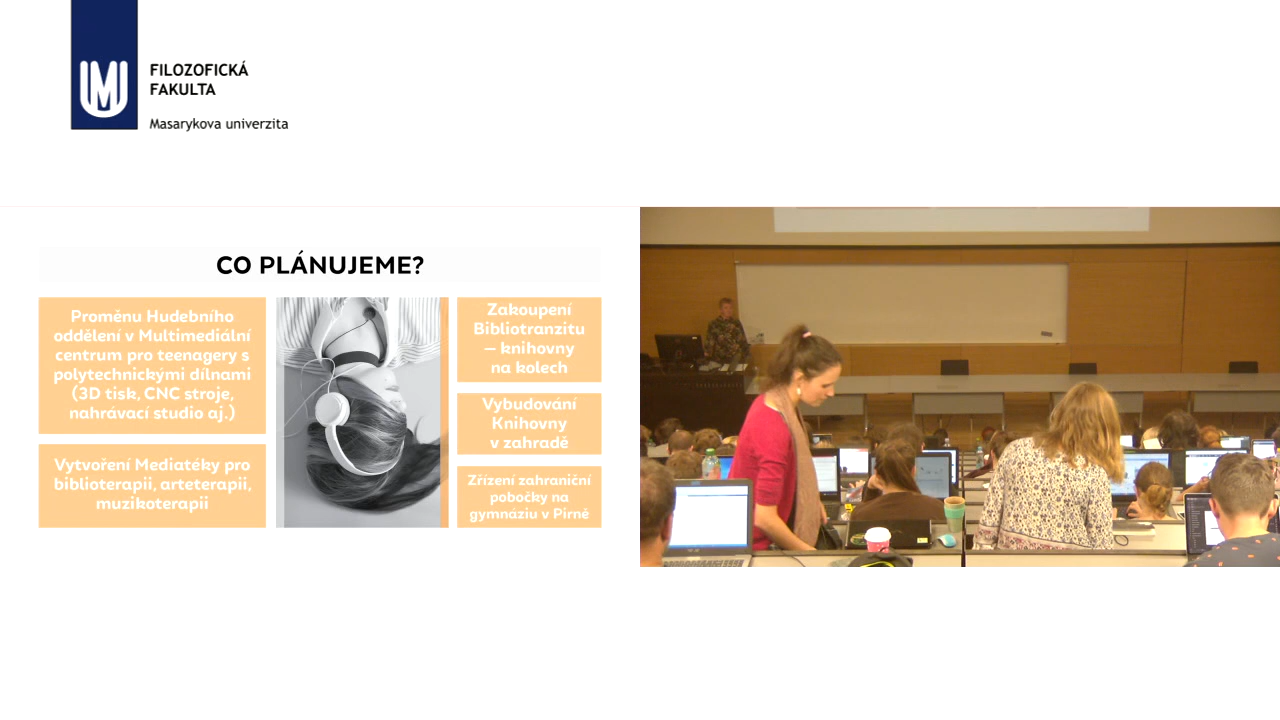 FILOZOFICKÁ
FAKULTA
Masarykova univerzita
CO PLÁNUJEME?
Proměnu Hudebního
oddělení v Multimediální
centrum pro teenagery s
polytechnickými dílnami
(3D tisk, CNC stroje,
nahrávací studio aj.)
Vytvoření Mediatéky pro
biblioterapii, arteterapii,
muzikoterapii
Zakoupení
Bibliotranzitu
– knihovny
na kolech
Vybudování
Knihovny
v zahradě
Zřízení zahraniční
pobočky na
gymnáziu v Pirně